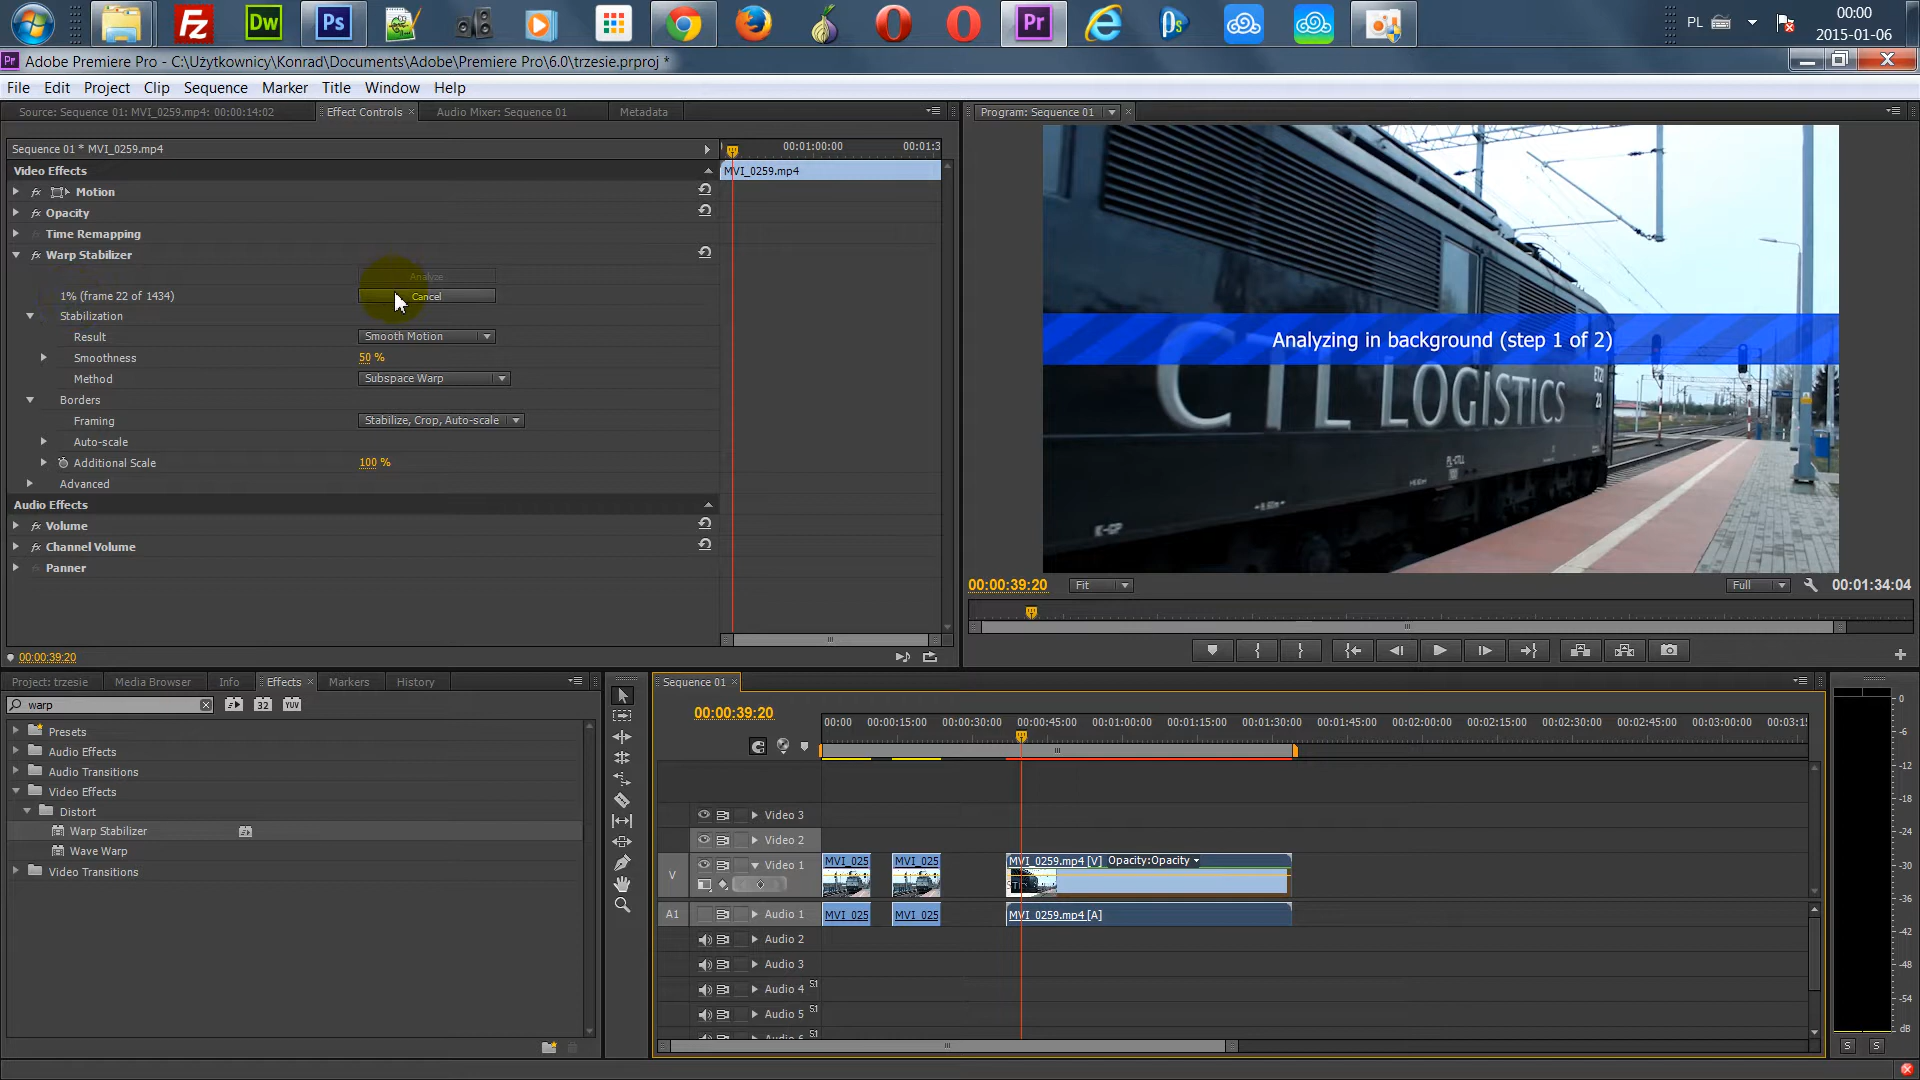 PL
00:00
2015-01-06
Adobe Premiere Pro - C:\Użytkownicy\Konrad\Documents\Adobe\Premiere Pro\6.0\trzesie.prproj *
File Edit Project Clip Sequence Marker Title Window Help
Source: Sequence 01: MVI_0259.mp4: 00:00:14:02
Effect Controls
Audio Mixer: Sequence 01
Metadata
Sequence 01 * MVI_0259.mp4
00:01:00:00
00:01:3
Video Effects
MVI_0259.mp4
fx Motion
fx Opacity
fx Time Remapping
fx Warp Stabilizer
Analyze
1% (frame 22 of 1434)
Cancel
Stabilization
Result Smooth Motion
Smoothness 50 %
Method Subspace Warp
Borders
Framing Stabilize, Crop, Auto-scale
Auto-scale
Additional Scale 100 %
Advanced
Audio Effects
fx Volume
fx Channel Volume
fx Panner
00:00:39:20
Program: Sequence 01
Analyzing in background (step 1 of 2)
CTL LOGISTICS
ET21
23
00:00:39:20
Fit
Full
00:01:34:04
Project: trzesie
Media Browser
Info
Effects
Markers
History
warp
32
YUV
Presets
Audio Effects
Audio Transitions
Video Effects
Distort
Warp Stabilizer
Wave Warp
Video Transitions
Sequence 01
00:00:39:20
00:00 00:00:15:00 00:00:30:00 00:00:45:00 00:01:00:00 00:01:15:00 00:01:30:00 00:01:45:00 00:02:00:00 00:02:15:00 00:02:30:00 00:02:45:00 00:03:00:00 00:03:1
Video 3
Video 2
V
Video 1
MVI_025
MVI_025
MVI_0259.mp4 [V] Opacity:Opacity
A1
Audio 1
MVI_025
MVI_025
MVI_0259.mp4 [A]
Audio 2
Audio 3
Audio 4
Audio 5
0
-6
-12
-18
-24
-30
-36
-42
-48
-54
dB
S S